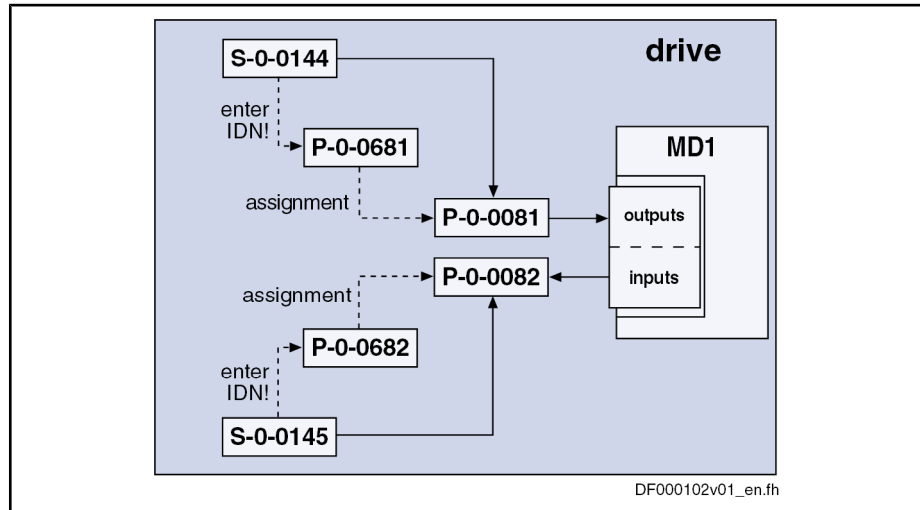 drive
S-0-0144
enter
IDN!
P-0-0681
MD1
assignment
P-0-0081
outputs
P-0-0082
inputs
assignment
P-0-0682
enter
IDN!
S-0-0145
DF000102v01_en.fh